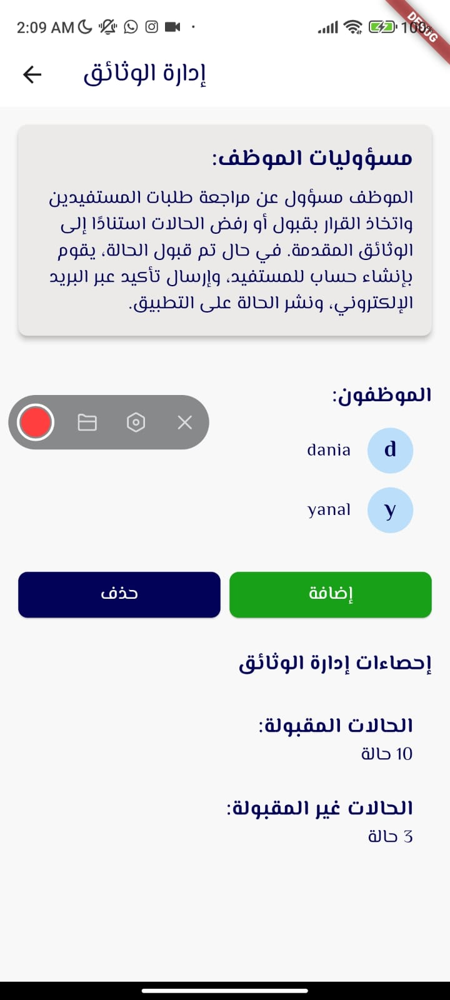 2:09 AM
100%
DEBUG
إدارة الوثائق
مسؤوليات الموظف:
الموظف مسؤول عن مراجعة طلبات المستفيدين
واتخاذ القرار بقبول أو رفض الحالات استنادًا إلى
الوثائق المقدمة. في حال تم قبول الحالة، يقوم
بإنشاء حساب للمستفيد، وإرسال تأكيد عبر البريد
الإلكتروني، ونشر الحالة على التطبيق.
الموظفون:
d
dania
y
yanal
إضافة
حذف
إحصاءات إدارة الوثائق
الحالات المقبولة:
10 حالة
الحالات غير المقبولة:
3 حالة